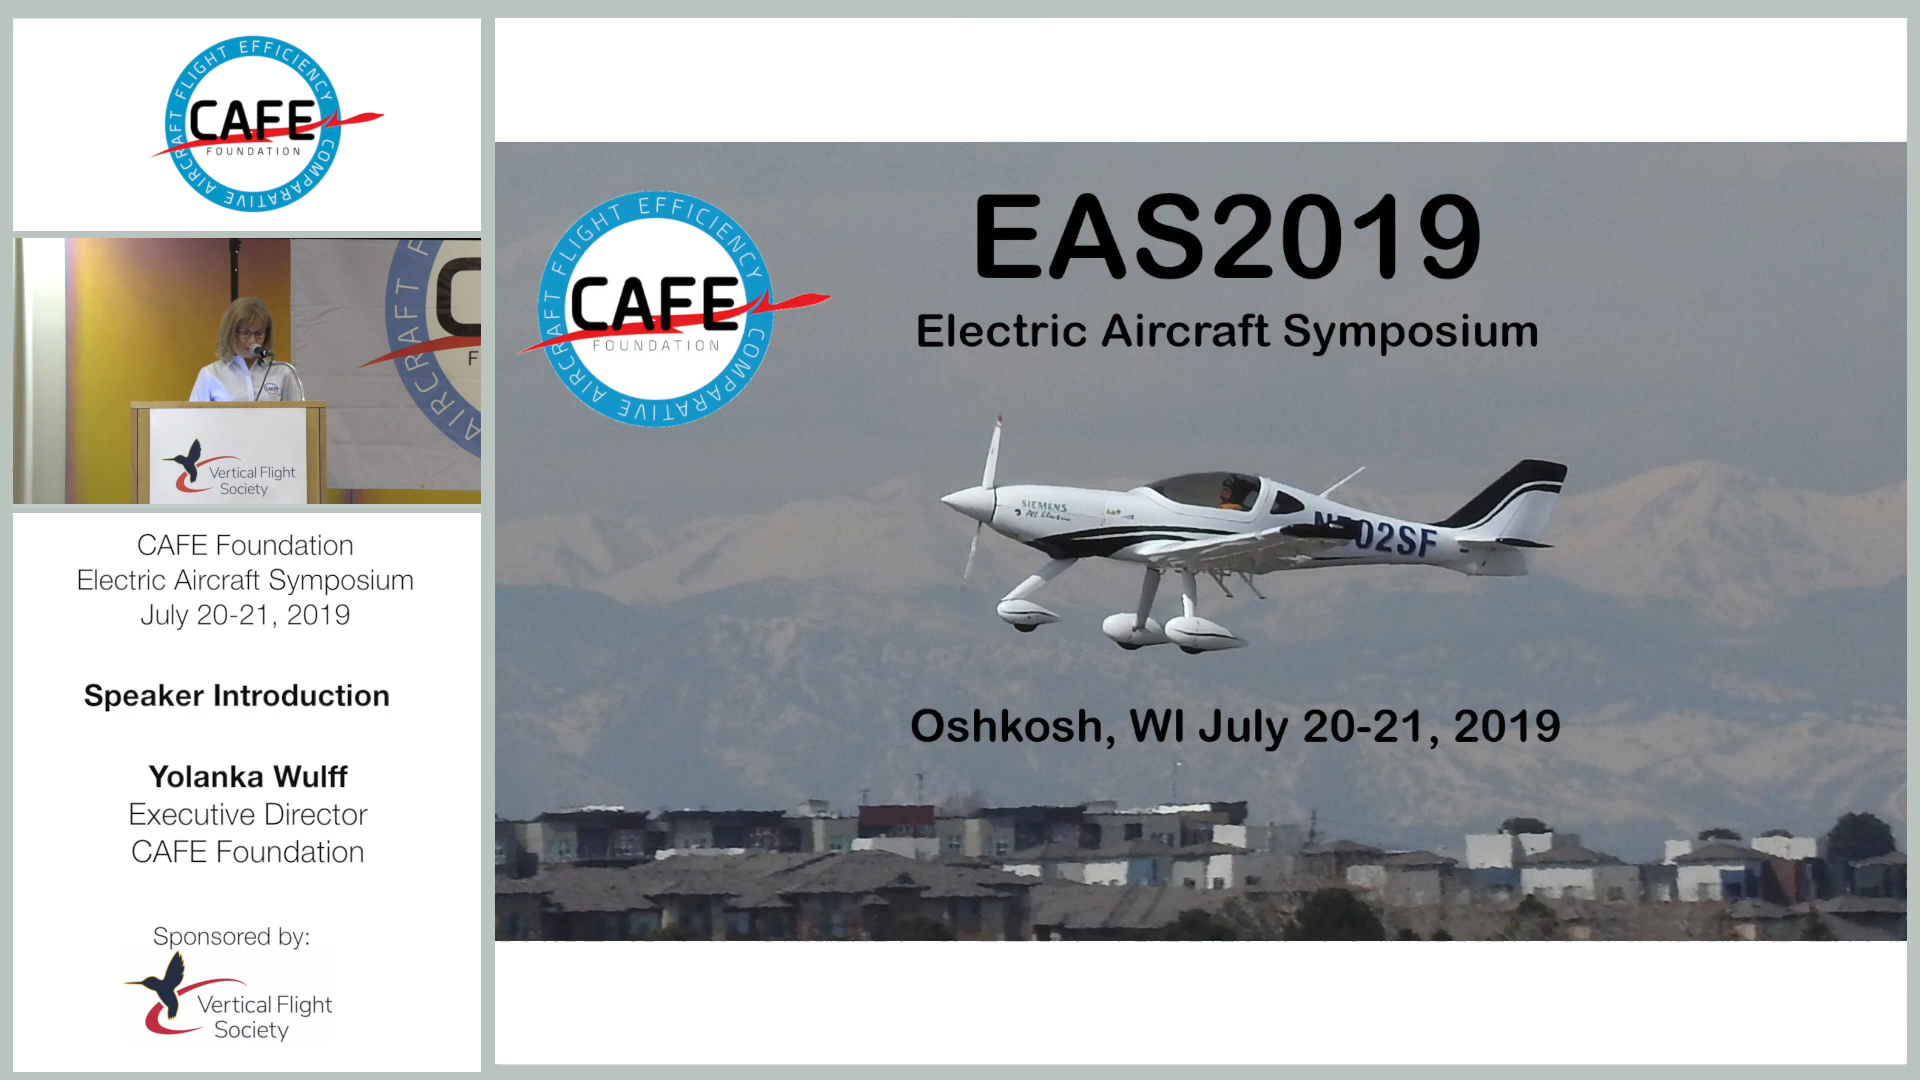 AIRCRAFT FLIGHT EFFICIENCY COMPARATIVE
CAFE
FOUNDATION
AIRCRAFT F
C
F
Vertical Flight
Society
CAFE Foundation
Electric Aircraft Symposium
July 20-21, 2019
Speaker Introduction
Yolanka Wulff
Executive Director
CAFE Foundation
Sponsored by:
Vertical Flight
Society
EAS2019
Electric Aircraft Symposium
AIRCRAFT FLIGHT EFFICIENCY COMPARATIVE
CAFE
FOUNDATION
SIEMENS
02SF
Oshkosh, WI July 20-21, 2019